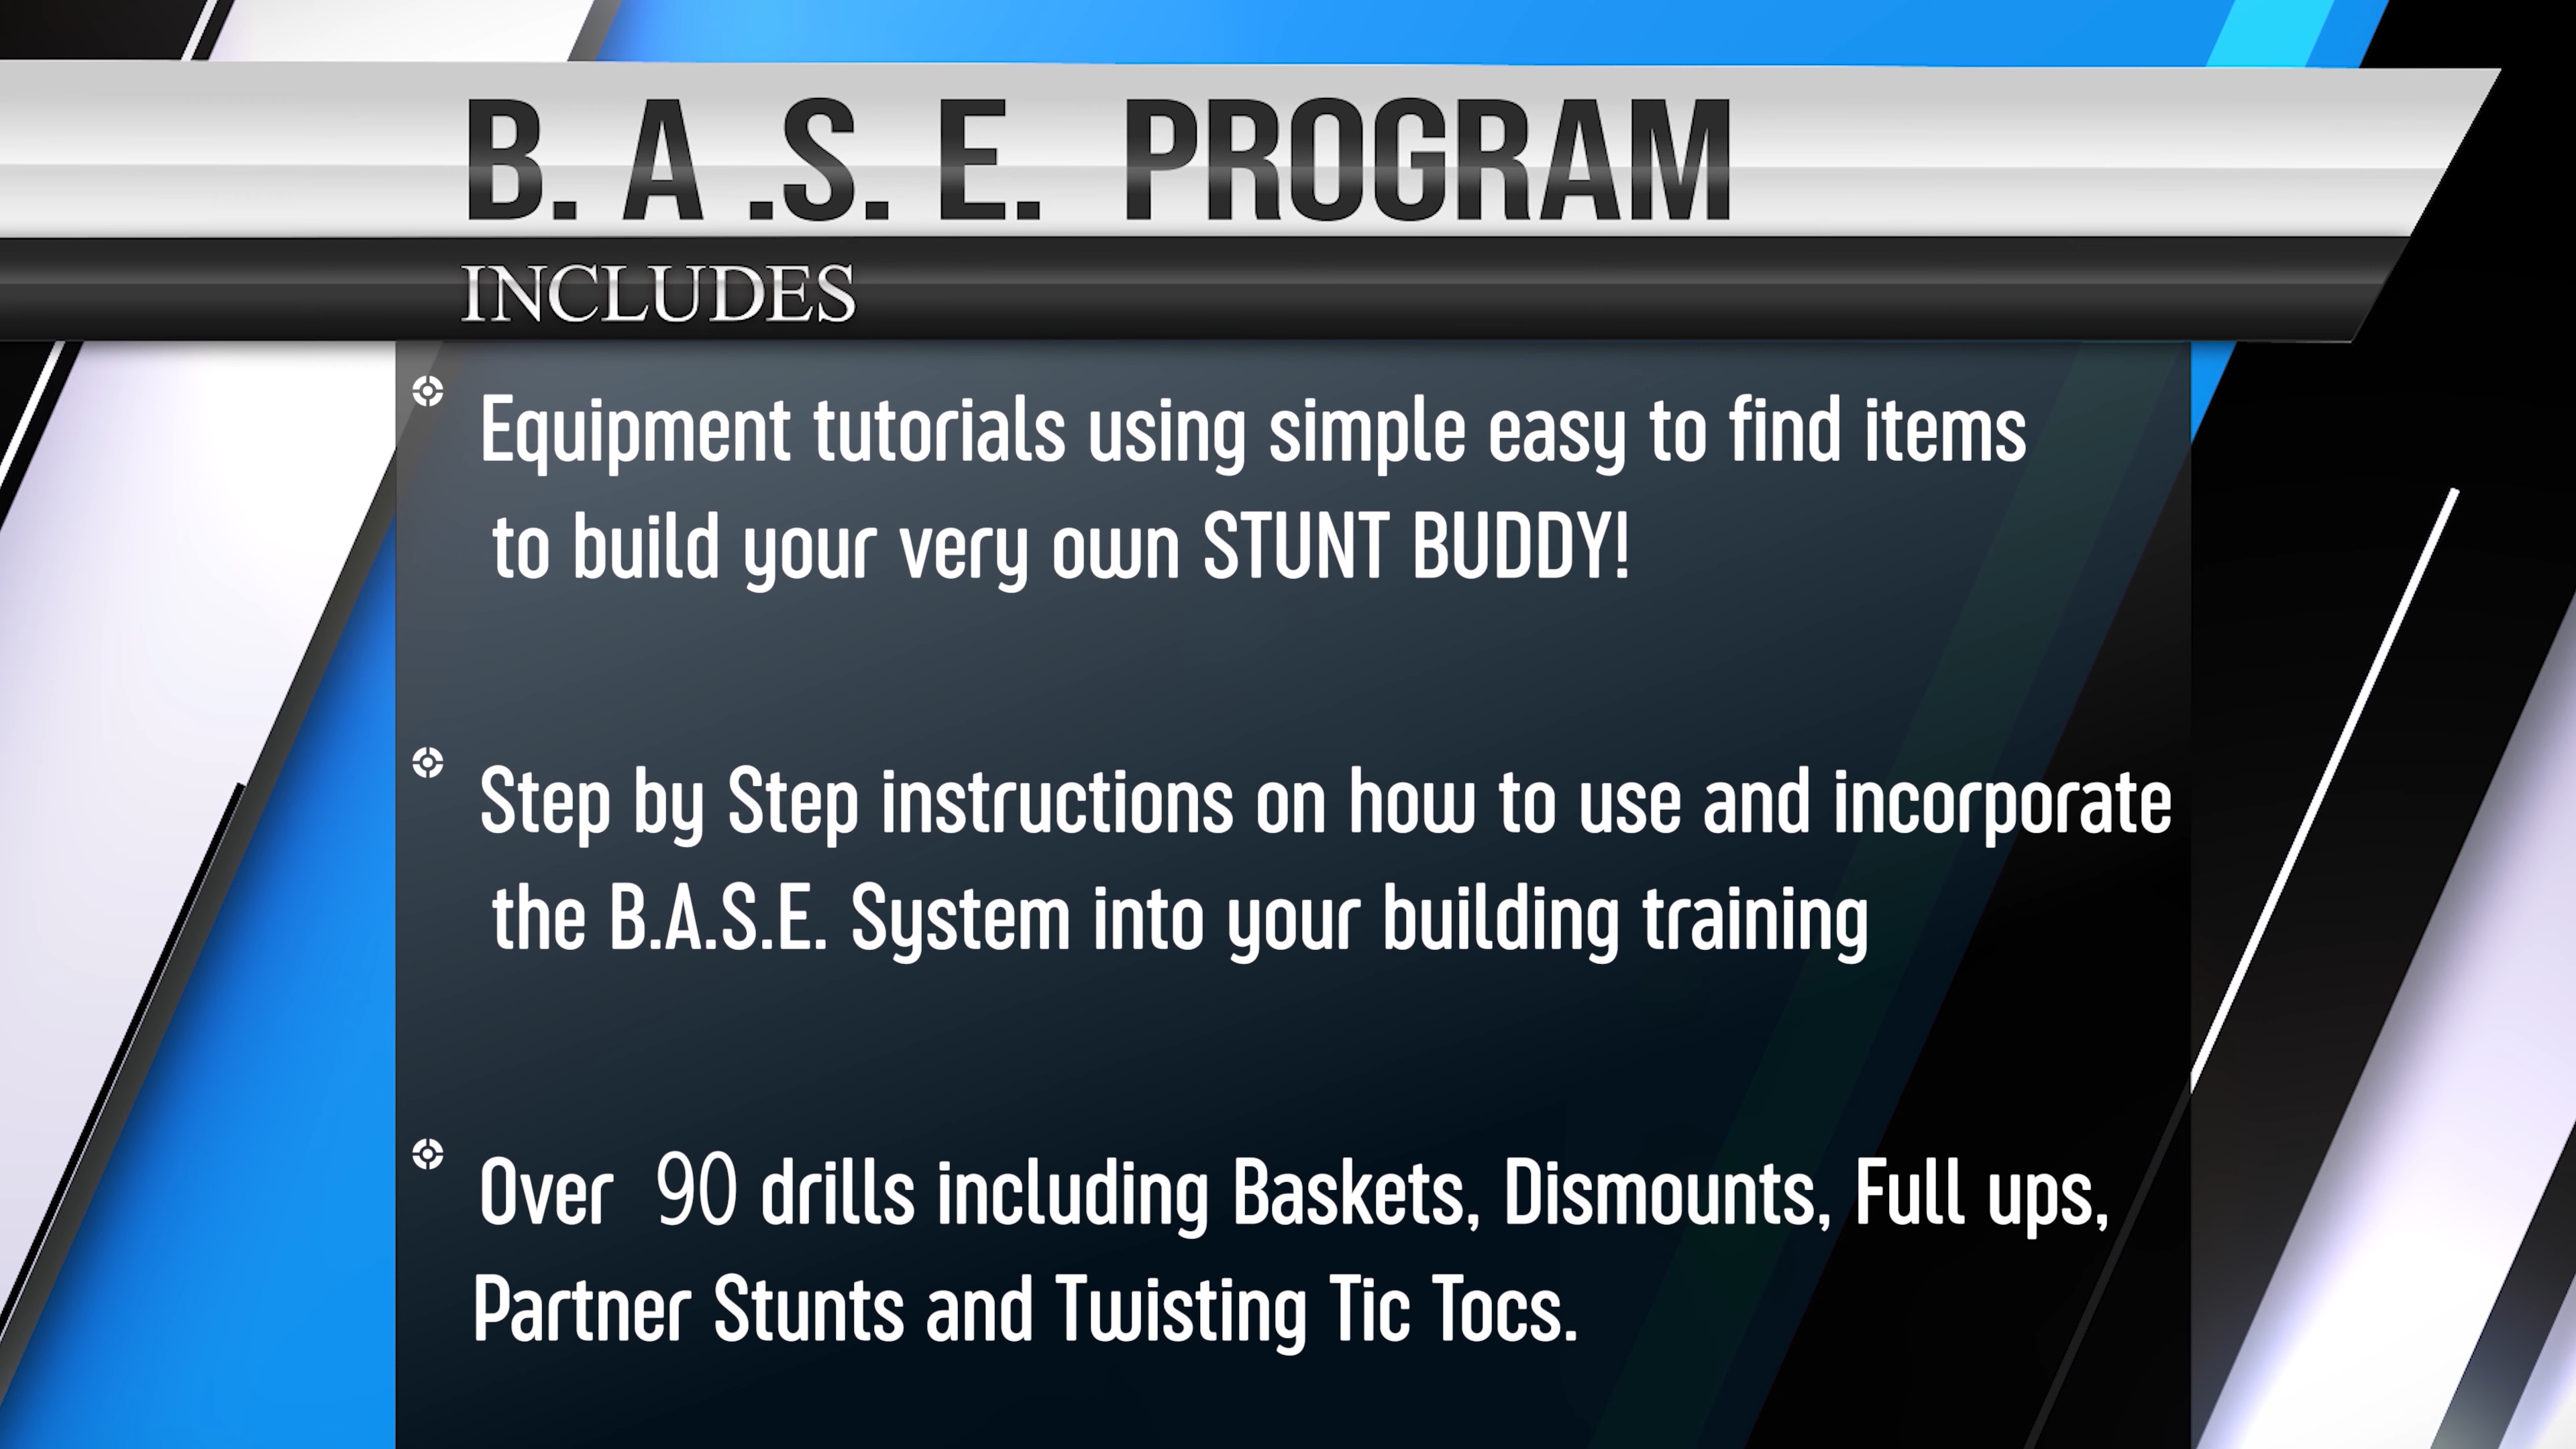 B. A .S. E. PROGRAM
INCLUDES
Equipment tutorials using simple easy to find items
to build your very own STUNT BUDDY!
Step by Step instructions on how to use and incorporate
the B.A.S.E. System into your building training
Over 90 drills including Baskets, Dismounts, Full ups,
Partner Stunts and Twisting Tic Tocs.